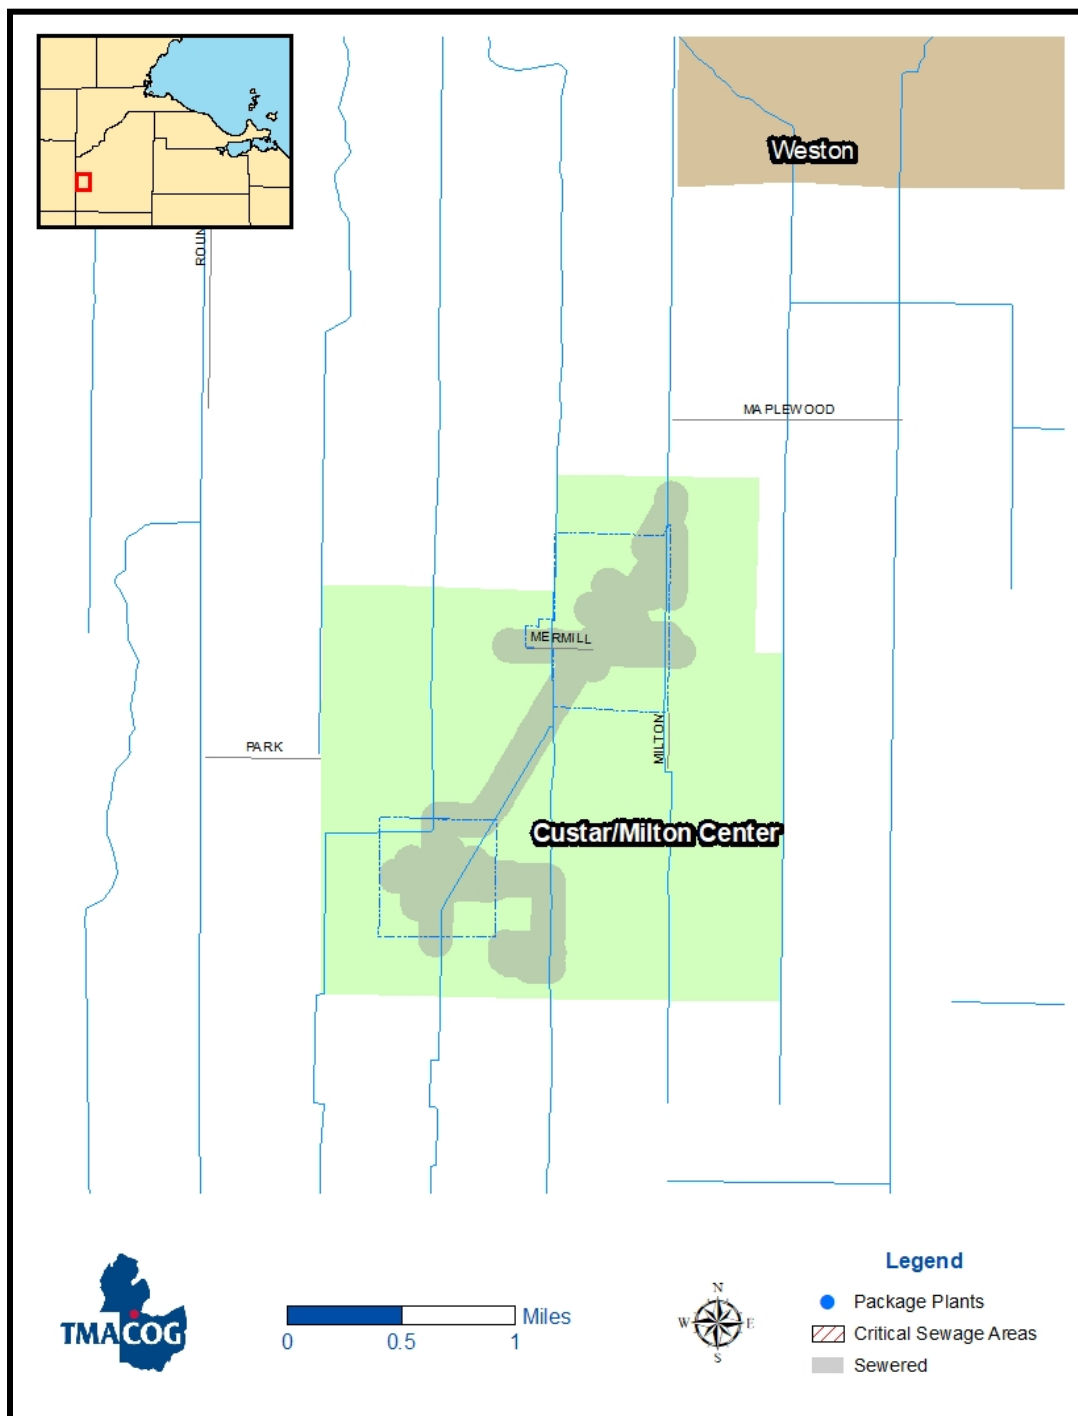 Weston
ROUN
MAPLEWOOD
MERMILL
MILTON
PARK
Custar/Milton Center
TMACOG
Miles
0 0.5 1
N
W E
S
Legend
Package Plants
Critical Sewage Areas
Sewered